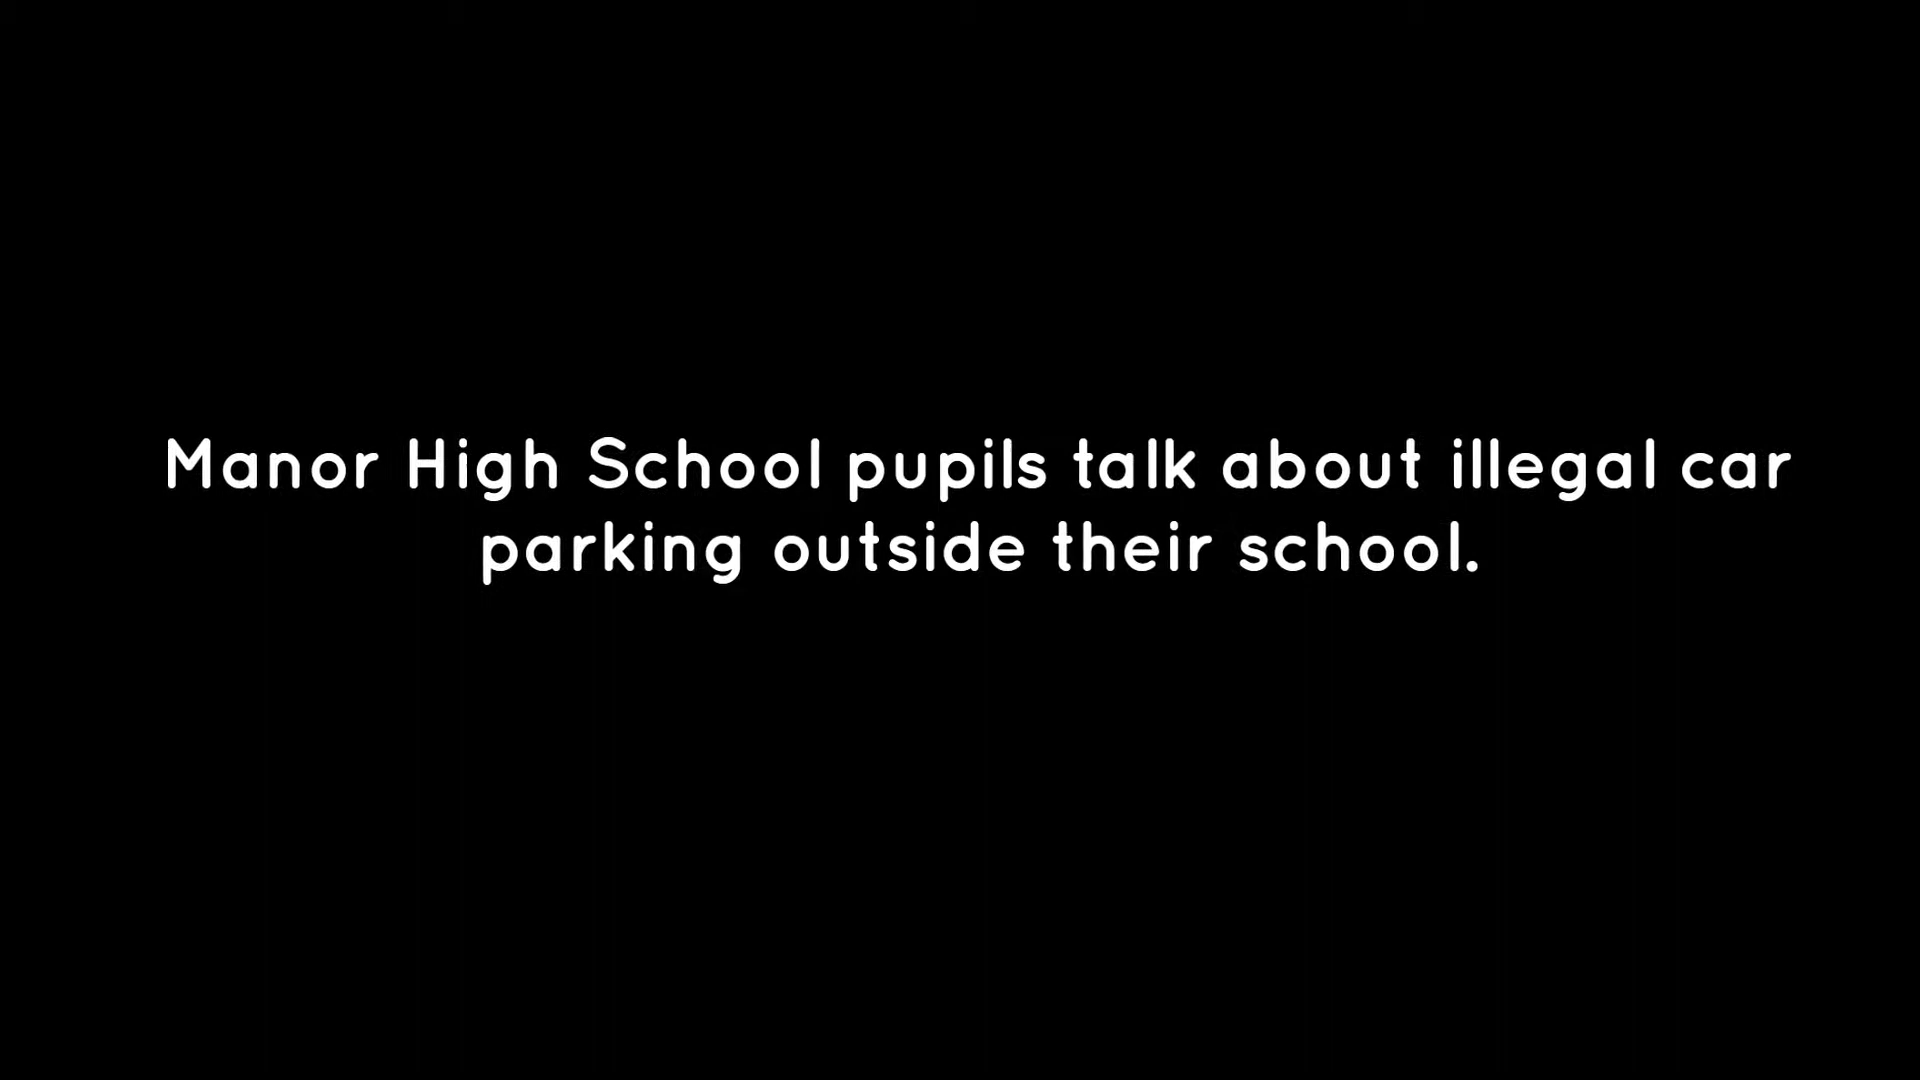 Manor High School pupils talk about illegal car
parking outside their school.